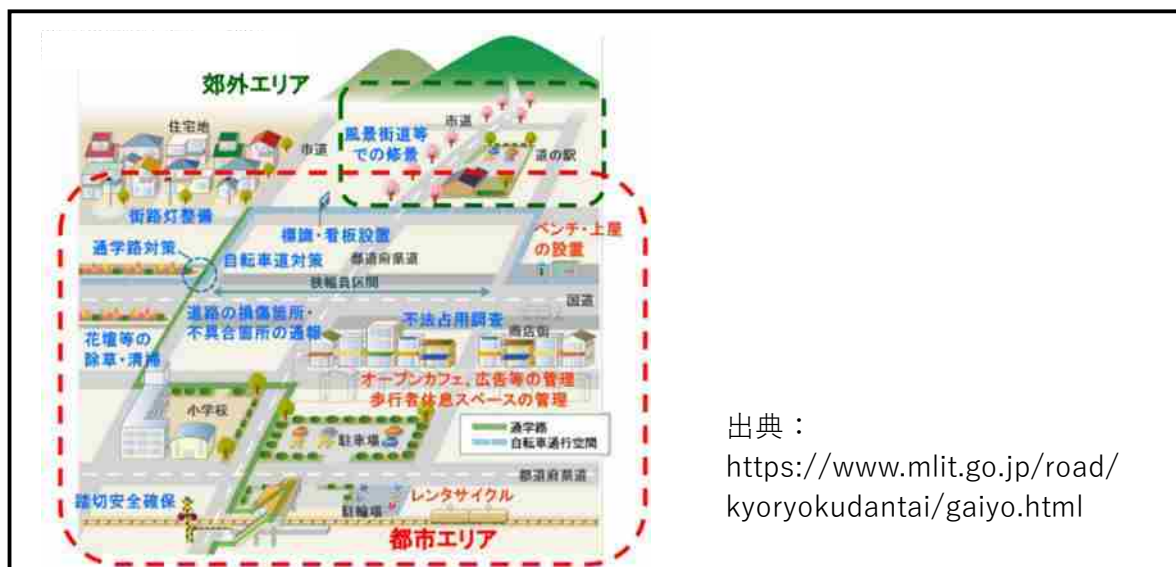 郊外エリア
住宅地
市道
市道
風景街道等
での修景
道の駅
街路灯整備
標識・看板設置
ベンチ・上屋
の設置
通学路対策
自転車道対策
都道府県道
狭幅員区間
国道
道路の損傷箇所・
不具合箇所の通報
不法占用調査
商店街
花壇等の
除草・清掃
オープンカフェ、広告等の管理
歩行者休息スペースの管理
小学校
通学路
自転車通行空間
駐車場
都道府県道
踏切安全確保
駐輪場
レンタサイクル
都市エリア
出典：
https://www.mlit.go.jp/road/
kyoryokudantai/gaiyo.html